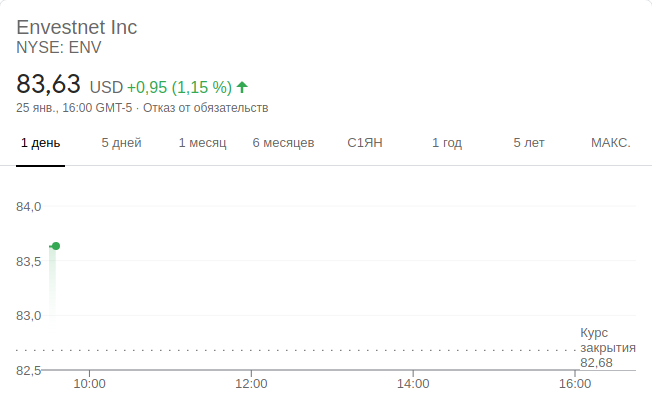 Envestnet Inc
NYSE: ENV
83,63 USD +0,95 (1,15 %)
25 янв., 16:00 GMT-5 · Отказ от обязательств
1 день 5 дней 1 месяц 6 месяцев С1ЯН 1 год 5 лет МАКС.
84,0
83,5
83,0
Курс
закрытия
82,68
82,5
10:00 12:00 14:00 16:00